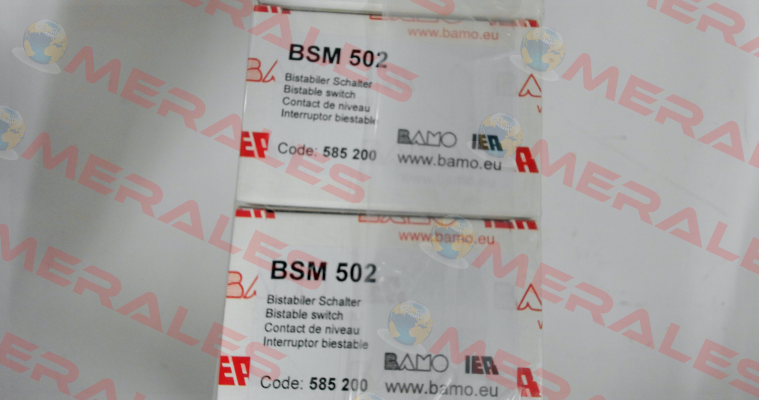 www.bamo.eu
BSM 502
Bistabiler Schalter
Bistable switch
Contact de niveau
Interruptor biestable
Code: 585 200
BAMO IER
www.bamo.eu
www.bamo.eu
BSM 502
Bistabiler Schalter
Bistable switch
Contact de niveau
Interruptor biestable
Code: 585 200
BAMO IER
www.bamo.eu
MERALES
MERALES
MERALES
MERALES
MERALES